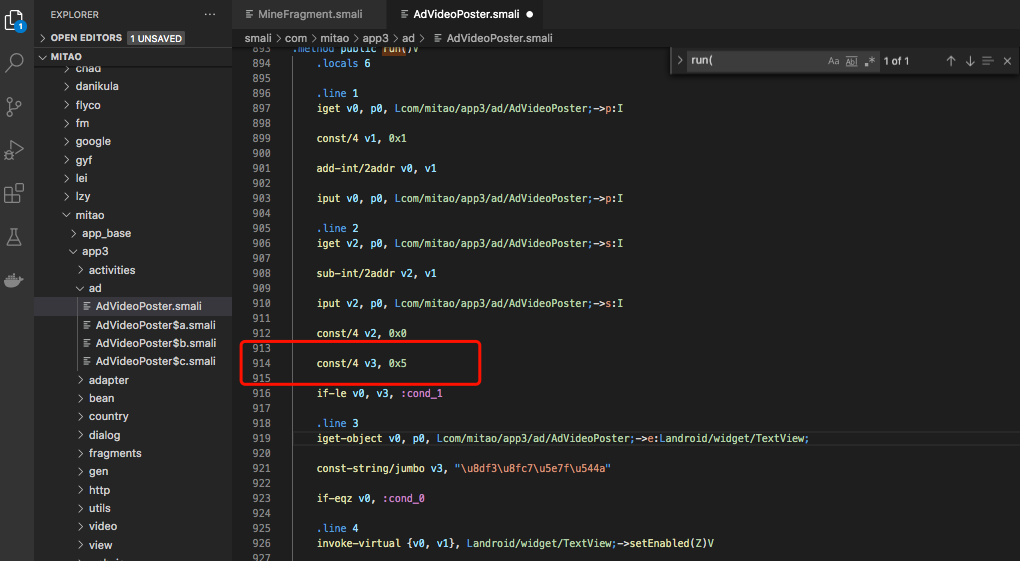 EXPLORER
OPEN EDITORS 1 UNSAVED
MITAO
chad
danikula
flyco
fm
google
gyf
lei
lzy
mitao
app_base
app3
activities
ad
AdVideoPoster.smali
AdVideoPoster$a.smali
AdVideoPoster$b.smali
AdVideoPoster$c.smali
adapter
bean
country
dialog
fragments
gen
http
utils
video
view
1
MineFragment.smali
AdVideoPoster.smali
smali > com > mitao > app3 > ad > AdVideoPoster.smali
run(
Aa Abl .* 1 of 1
893 .method public run()V
894 .locals 6
895
896 .line 1
897 iget v0, p0, Lcom/mitao/app3/ad/AdVideoPoster;->p:I
898
899 const/4 v1, 0x1
900
901 add-int/2addr v0, v1
902
903 iput v0, p0, Lcom/mitao/app3/ad/AdVideoPoster;->p:I
904
905 .line 2
906 iget v2, p0, Lcom/mitao/app3/ad/AdVideoPoster;->s:I
907
908 sub-int/2addr v2, v1
909
910 iput v2, p0, Lcom/mitao/app3/ad/AdVideoPoster;->s:I
911
912 const/4 v2, 0x0
913
914 const/4 v3, 0x5
915
916 if-le v0, v3, :cond_1
917
918 .line 3
919 iget-object v0, p0, Lcom/mitao/app3/ad/AdVideoPoster;->e:Landroid/widget/TextView;
920
921 const-string/jumbo v3, "\u8df3\u8fc7\u5e7f\u544a"
922
923 if-eqz v0, :cond_0
924
925 .line 4
926 invoke-virtual {v0, v1}, Landroid/widget/TextView;->setEnabled(Z)V
927